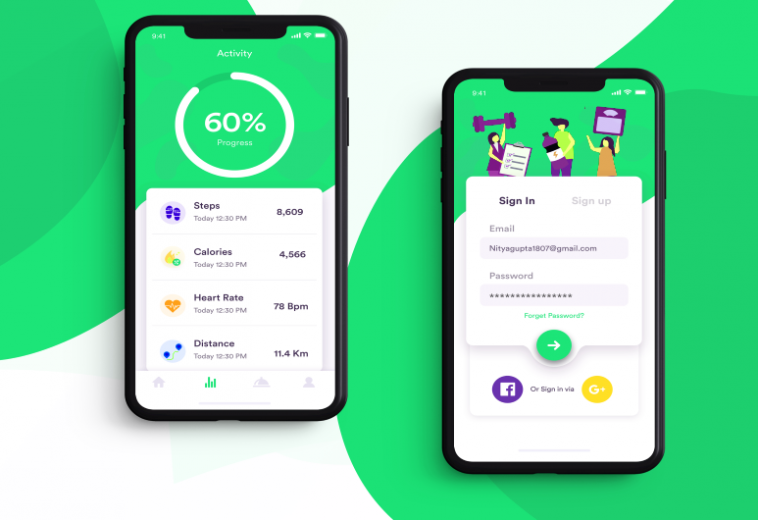 9:41
Activity
60%
Progress
Steps
Today 12:30 PM
8,609
Calories
Today 12:30 PM
4,566
Heart Rate
Today 12:30 PM
78 Bpm
Distance
Today 12:30 PM
11.4 Km
9:41
Sign In
Sign up
Email
Nityagupta1807@gmail.com
Password
****************
Forget Password?
Or Sign in via
G+